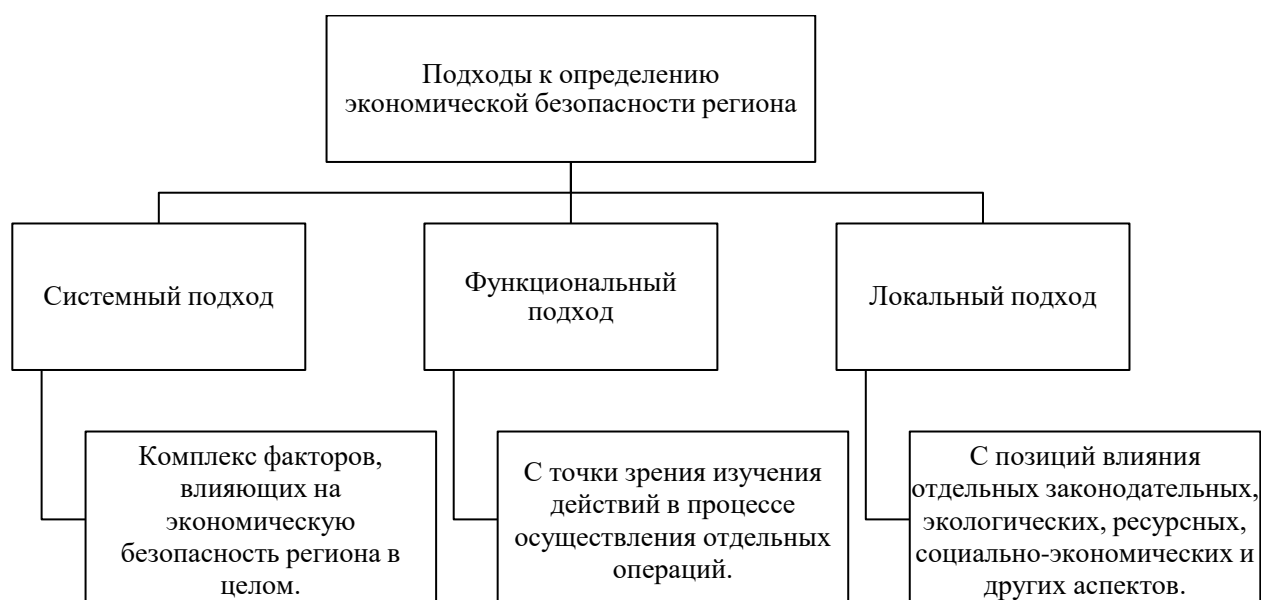 Подходы к определению
экономической безопасности региона
Системный подход
Функциональный
подход
Локальный подход
Комплекс факторов,
влияющих на
экономическую
безопасность региона в
целом.
С точки зрения изучения
действий в процессе
осуществления отдельных
операций.
С позиций влияния
отдельных законодательных,
экологических, ресурсных,
социально-экономических и
других аспектов.